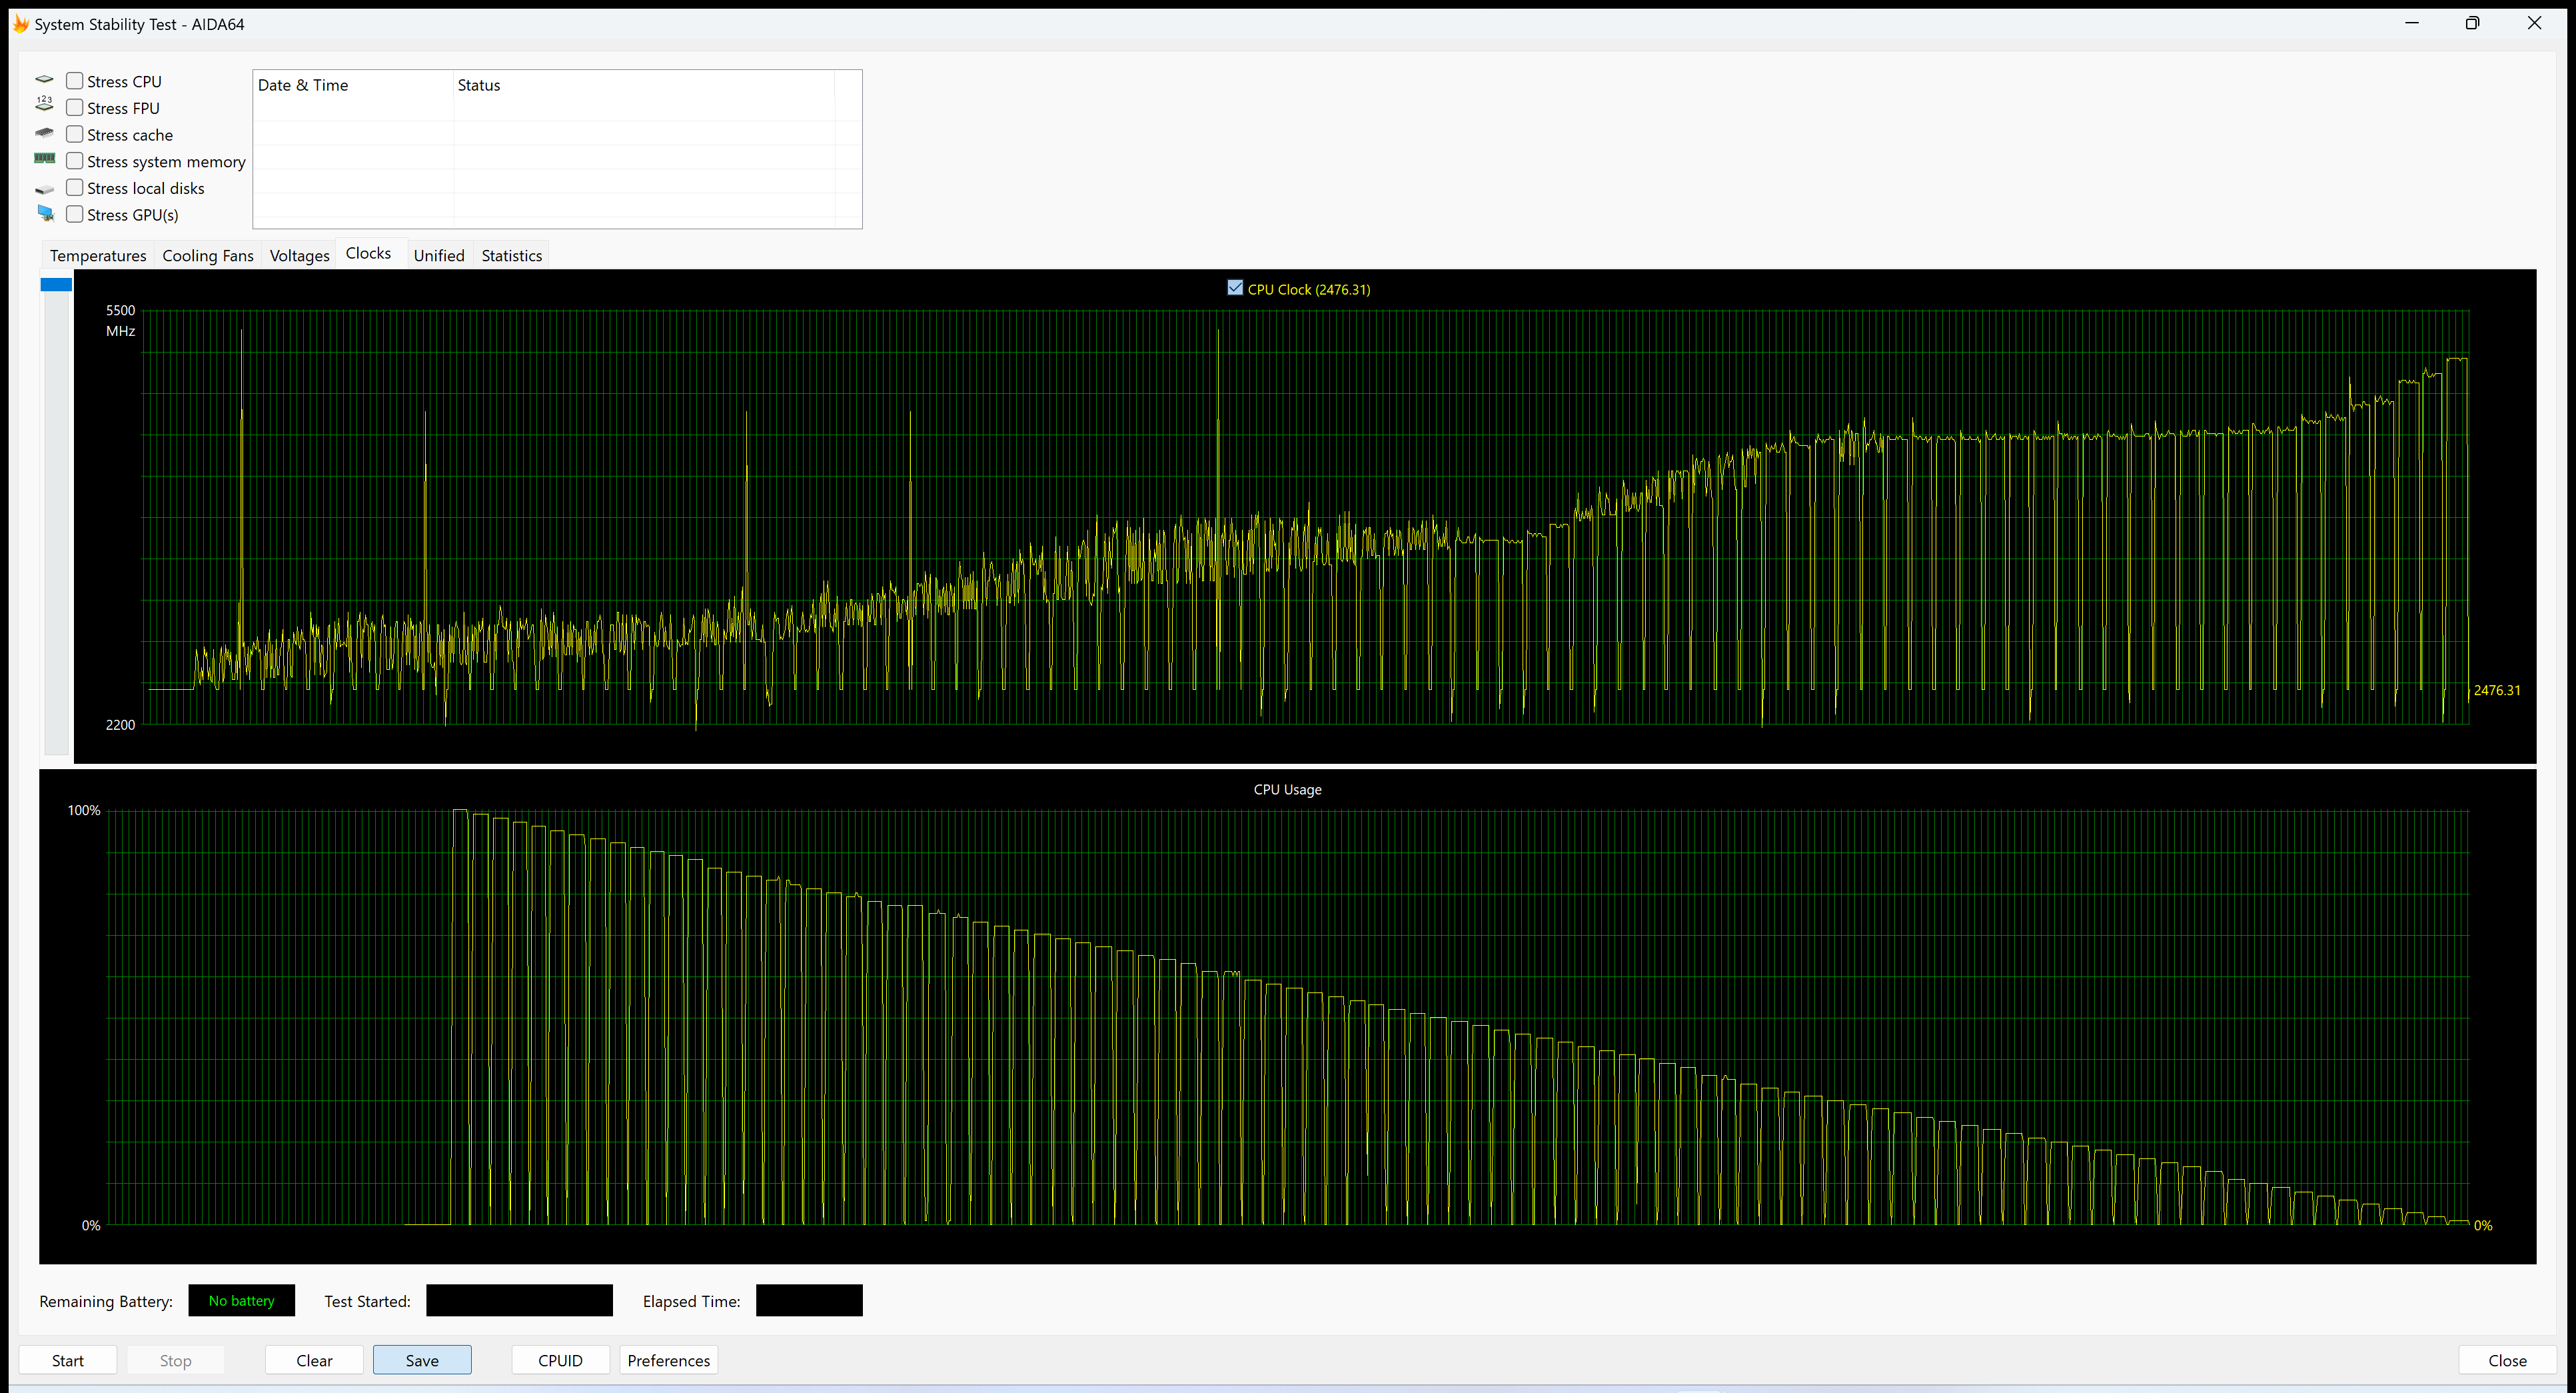 System Stability Test - AIDA64
Stress CPU
Stress FPU
Stress cache
Stress system memory
Stress local disks
Stress GPU(s)
Date & Time Status
Temperatures Cooling Fans Voltages Clocks Unified Statistics
CPU Clock (2476.31)
5500
MHz
2476.31
2200
CPU Usage
100%
0% 0%
Remaining Battery: No battery Test Started: Elapsed Time:
Start Stop Clear Save CPUID Preferences Close